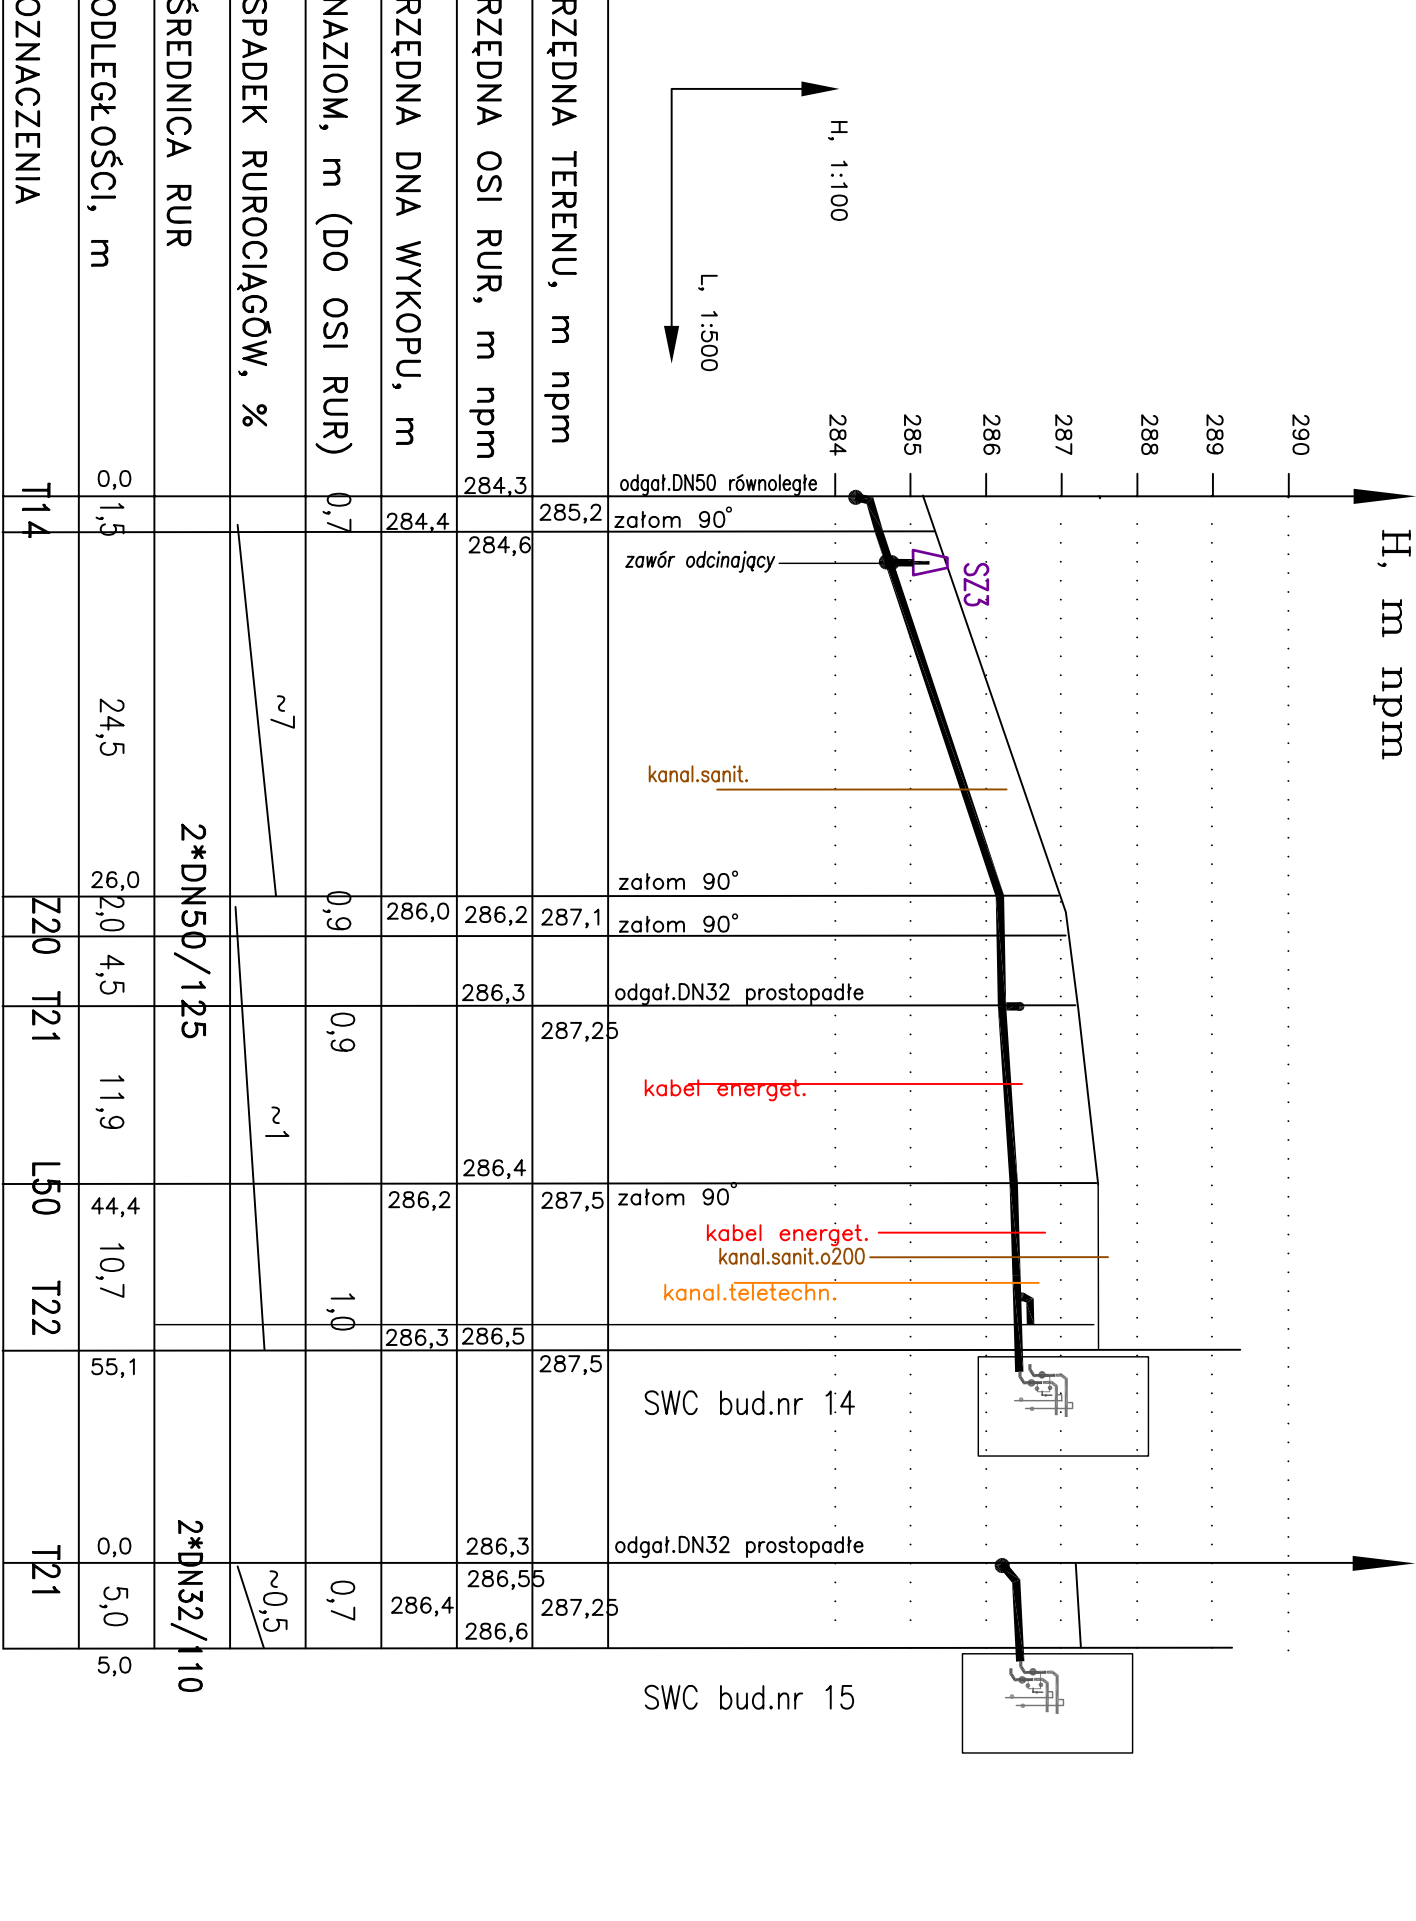 H, m npm
290
289
288
287
286
285
284
H, 1:100
L, 1:500
SZ3
odgał.DN50 równoległe
załom 90°
zawór odcinający
kanał.sanit.
załom 90°
załom 90°
odgał.DN32 prostopadłe
kabel energet.
załom 90°
kabel energet.
kanal.sanit.o200
kanal.teletechn.
SWC bud.nr 14
odgał.DN32 prostopadłe
SWC bud.nr 15
RZĘDNA TERENU, m npm
285,2 287,1 287,25 287,5 287,5 287,25
RZĘDNA OSI RUR, m npm
284,3 284,6 286,2 286,3 286,4 286,5 286,3 286,55 286,6
RZĘDNA DNA WYKOPU, m
284,4 286,0 286,2 286,3 286,4
NAZIOM, m (DO OSI RUR)
0,7 0,9 0,9 1,0 0,7
SPADEK RUROCIĄGÓW, %
~7 ~1 ~0,5
ŚREDNICA RUR
2*DN50/125 2*DN32/110
ODLEGŁOŚCI, m
0,0 1,5 24,5 26,0 2,0 4,5 11,9 44,4 10,7 55,1 0,0 5,0 5,0
OZNACZENIA
T14 Z20 T21 L50 T22 T21